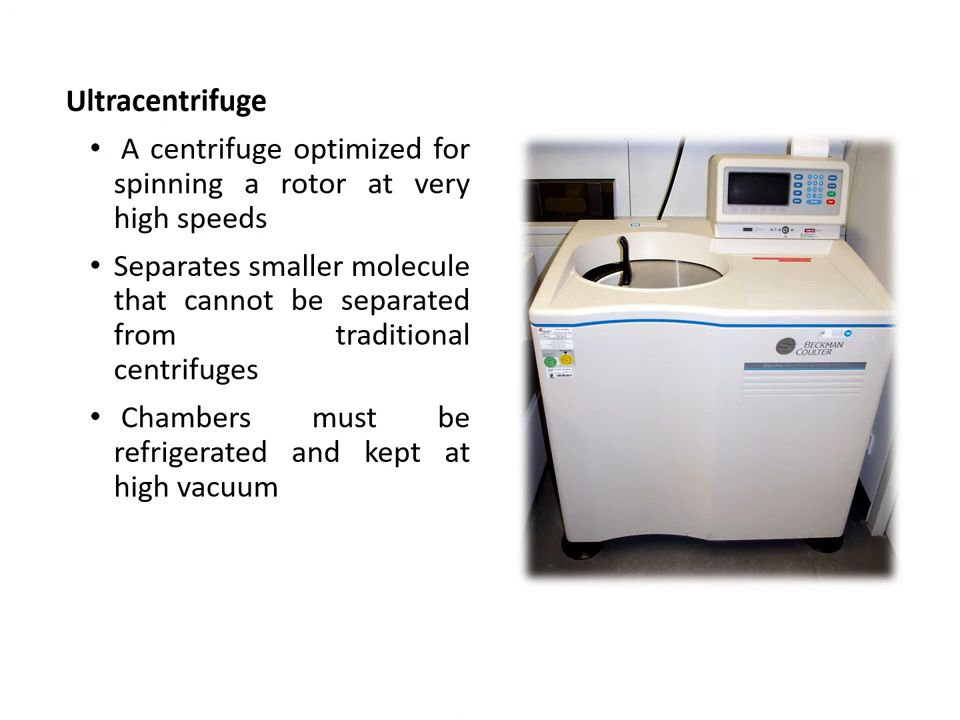 Ultracentrifuge
• A centrifuge optimized for
spinning a rotor at very
high speeds
• Separates smaller molecule
that cannot be separated
from traditional
centrifuges
• Chambers must be
refrigerated and kept at
high vacuum
BECKMAN
COULTER